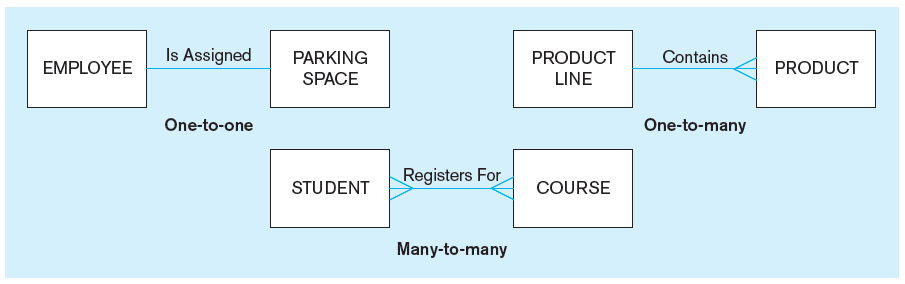 EMPLOYEE
Is Assigned
PARKING
SPACE
One-to-one
PRODUCT
LINE
Contains
PRODUCT
One-to-many
STUDENT
Registers For
COURSE
Many-to-many